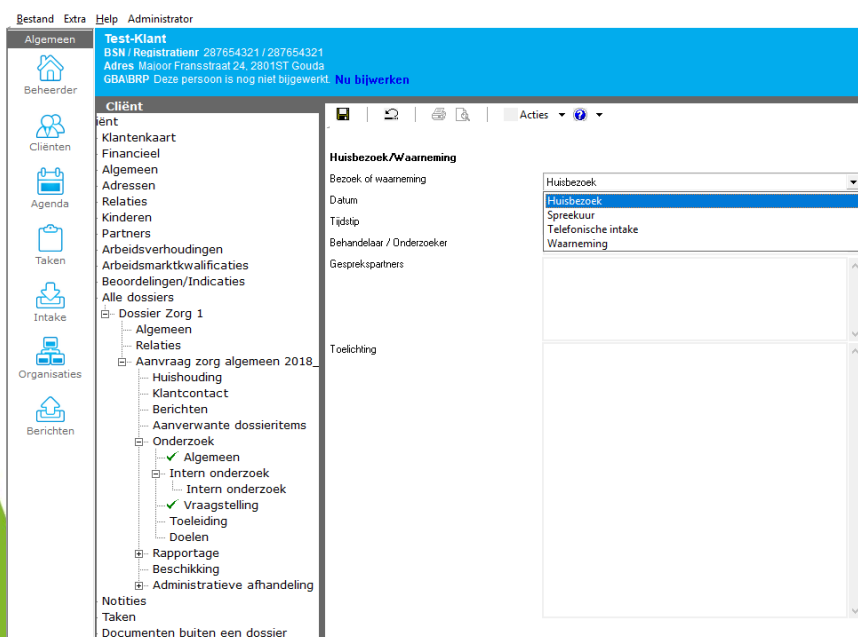 Bestand Extra Help Administrator
Algemeen
Beheerder
Cliënten
Agenda
Taken
Intake
Organisaties
Berichten
Test-Klant
BSN / Registratienr 287654321 / 287654321
Adres Majoor Fransstraat 24, 2801ST Gouda
GBA\BRP Deze persoon is nog niet bijgewerkt. Nu bijwerken
Cliënt
iënt
Klantenkaart
Financieel
Algemeen
Adressen
Relaties
Kinderen
Partners
Arbeidsverhoudingen
Arbeidsmarktkwalificaties
Beoordelingen/Indicaties
Alle dossiers
Dossier Zorg 1
Algemeen
Relaties
Aanvraag zorg algemeen 2018_
Huishouding
Klantcontact
Berichten
Aanverwante dossieritems
Onderzoek
Algemeen
Intern onderzoek
Intern onderzoek
Vraagstelling
Toeleiding
Doelen
Rapportage
Beschikking
Administratieve afhandeling
Notities
Taken
Documenten buiten een dossier
Acties
Huisbezoek/Waarneming
Bezoek of waarneming
Huisbezoek
Huisbezoek
Spreekuur
Telefonische intake
Waarneming
Datum
Tijdstip
Behandelaar / Onderzoeker
Gesprekspartners
Toelichting